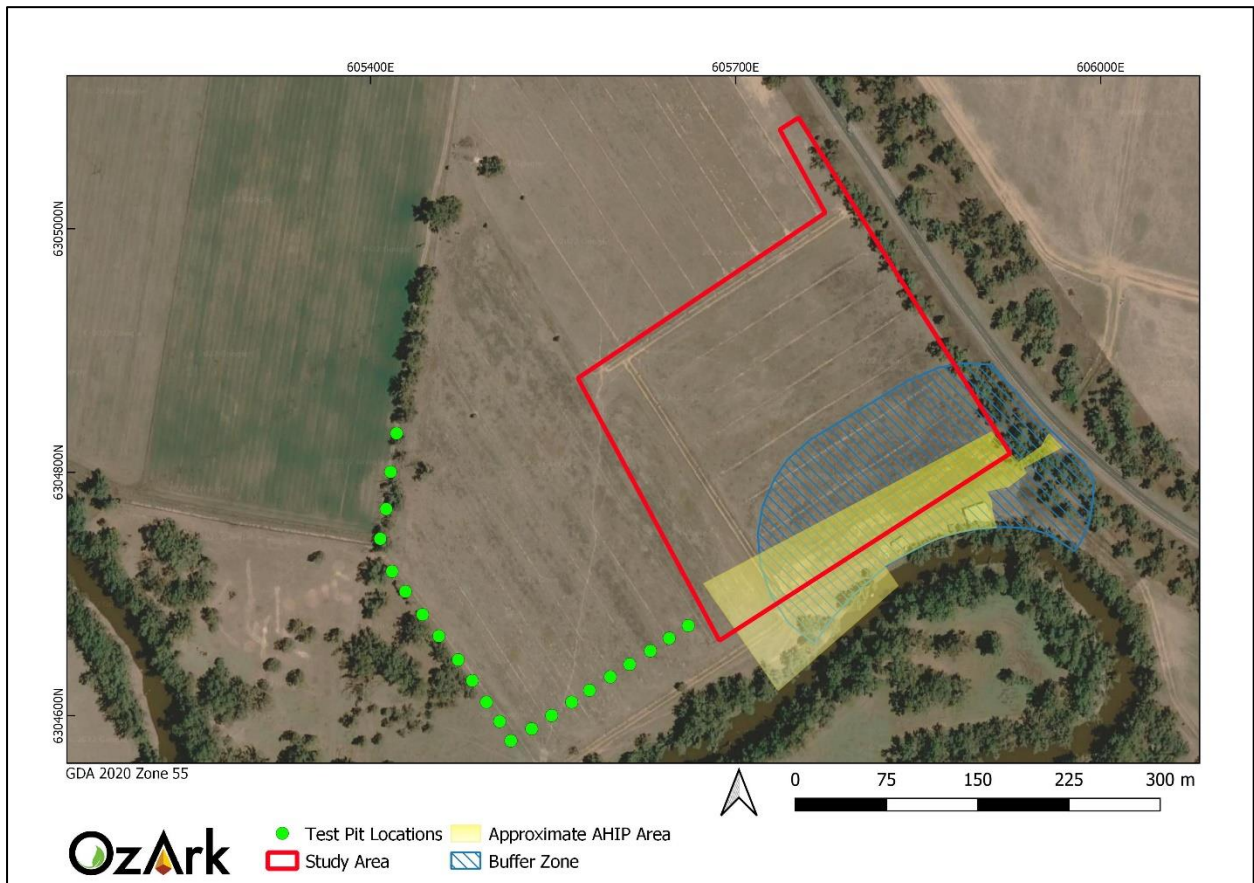 605400E 605700E 606000E
6305000N
6304800N
6304600N
GDA 2020 Zone 55
0 75 150 225 300 m
OzArk
Test Pit Locations
Approximate AHIP Area
Study Area
Buffer Zone